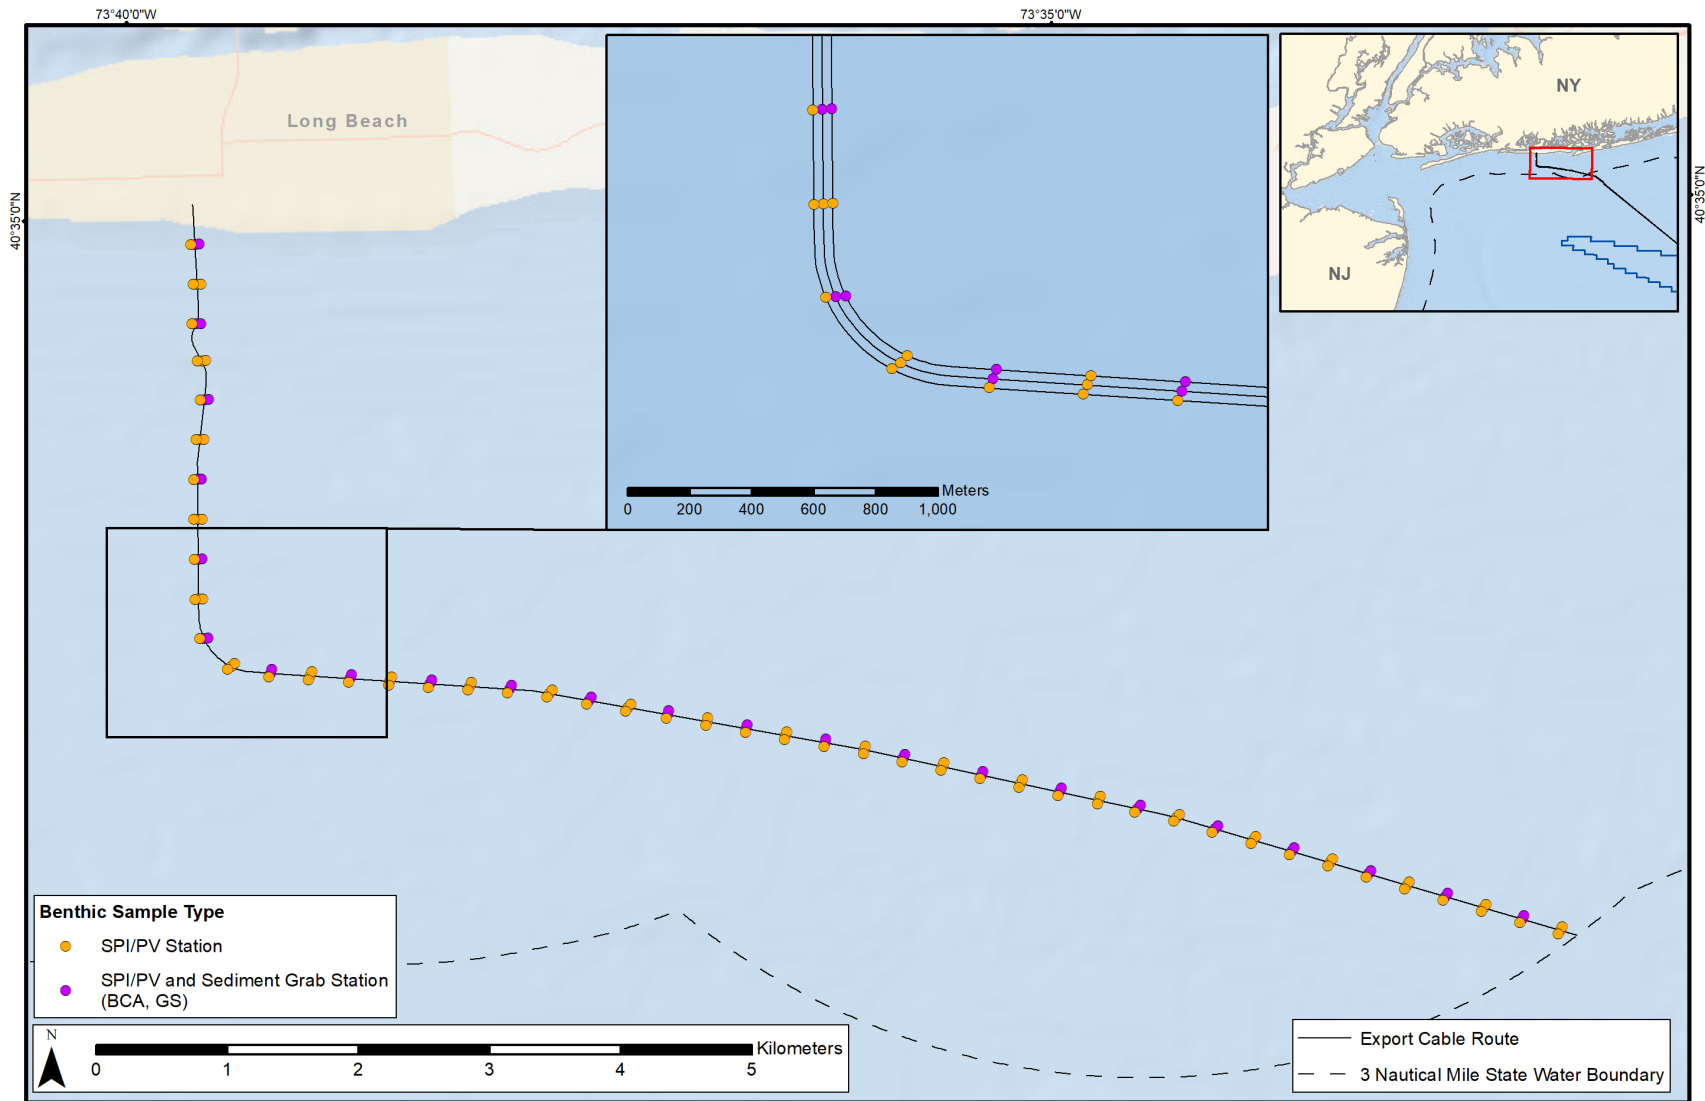 73°40'0"W
73°35'0"W
40°35'0"N
40°35'0"N
Long Beach
NY
NJ
Meters
0 200 400 600 800 1,000
Benthic Sample Type
SPI/PV Station
SPI/PV and Sediment Grab Station
(BCA, GS)
N
Kilometers
0 1 2 3 4 5
Export Cable Route
3 Nautical Mile State Water Boundary